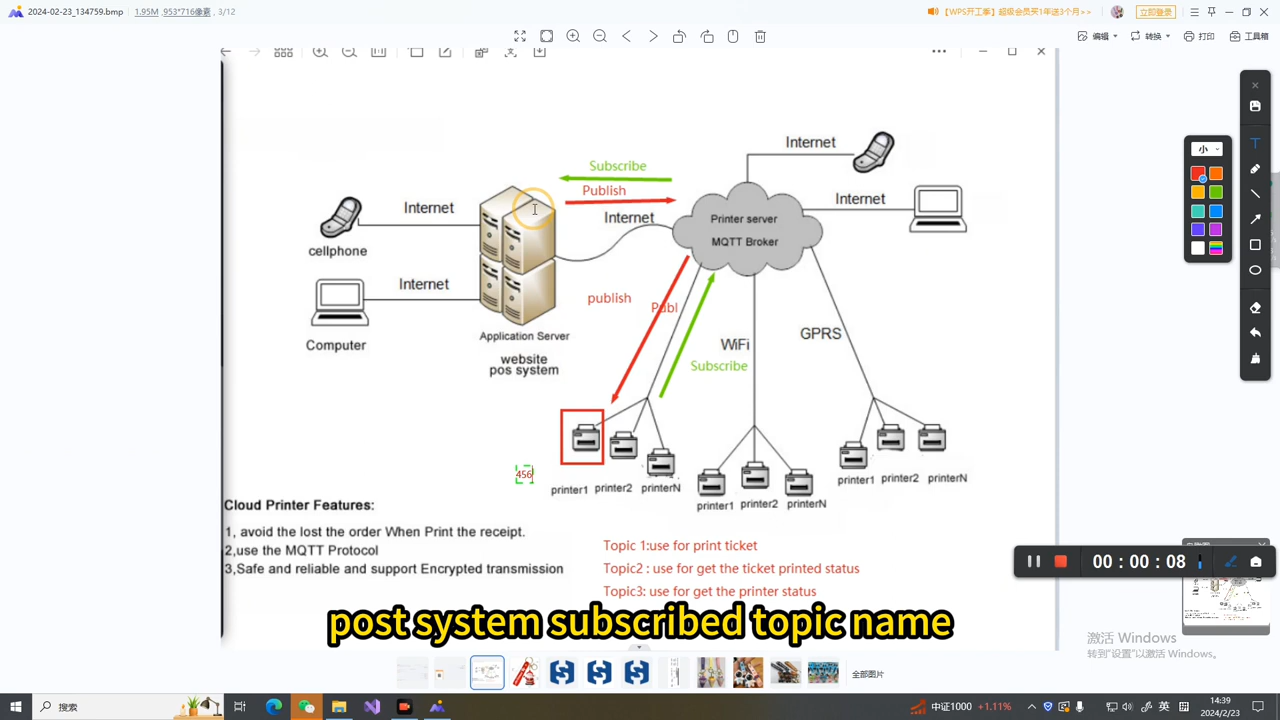 2024-02-23_134759.bmp
1.95M ,953*716像素 , 3/12
【WPS开工季】超级会员买1年送3个月>>
立即登录
编辑
转换
打印
工具箱
小
Internet
Subscribe
Publish
Internet
Internet
Internet
Printer server
MQTT Broker
cellphone
Internet
Computer
Application Server
website
pos system
publish
Publ
WiFi
GPRS
Subscribe
456
printer1 printer2 printerN
printer1 printer2 printerN
printer1 printer2 printerN
Cloud Printer Features:
1, avoid the lost the order When Print the receipt.
2,use the MQTT Protocol
3,Safe and reliable and support Encrypted transmission
Topic 1:use for print ticket
Topic2 : use for get the ticket printed status
Topic3: use for get the printer status
00:00:08
post system subscribed topic name
激活 Windows
转到"设置"以激活 Windows。
全部图片
搜索
中证1000 +1.11%
英
拼
14:39
2024/2/23